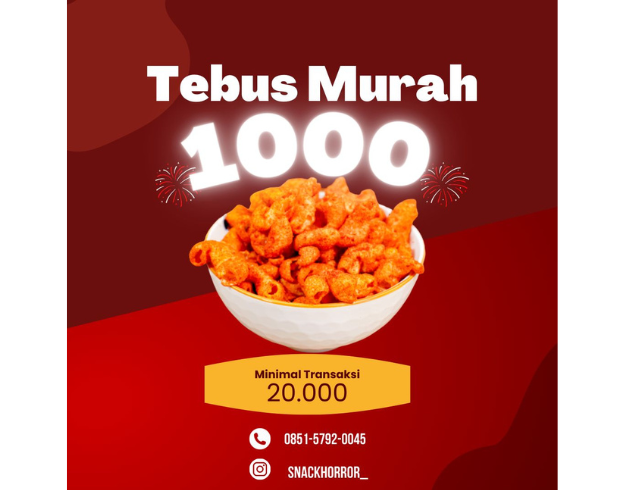 Tebus Murah
1000
Minimal Transaksi
20.000
0851-5792-0045
SNACKHORROR_